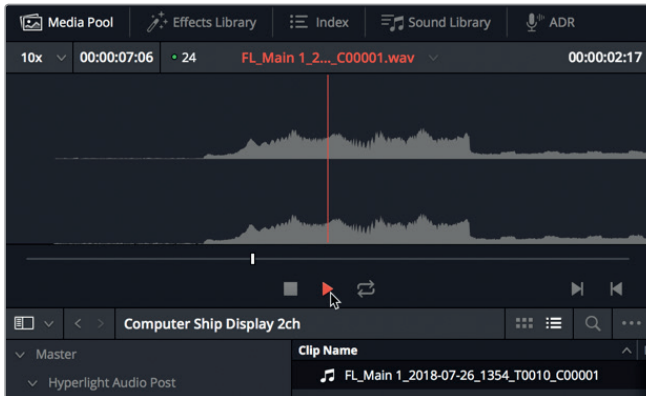 Media Pool Effects Library Index Sound Library ADR
10x 00:00:07:06 24 FL_Main 1_2..._C00001.wav 00:00:02:17
Computer Ship Display 2ch
Master Clip Name
FL_Main 1_2018-07-26_1354_T0010_C00001
Hyperlight Audio Post